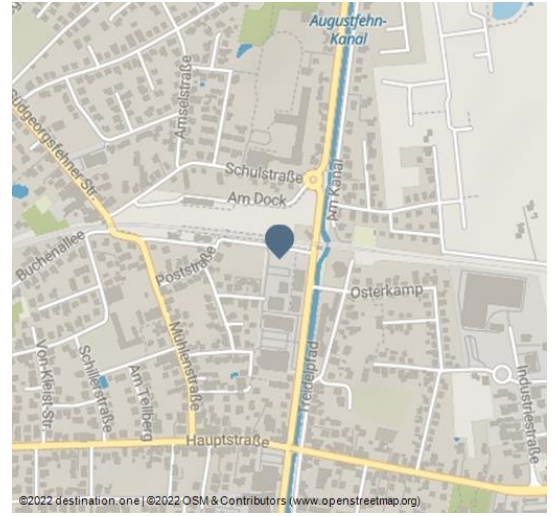 Augustfehn-
Kanal
Amselstraße
Südgeorgsfehner Str.
Schulstraße
Am Dock
Am Kanal
Buchenallee
Poststraße
Osterkamp
Mühlenstraße
Treidelpfad
Von-Kleist-Str.
Schillerstraße
Am Tellberg
Industriestraße
Hauptstraße
©2022 destination.one | ©2022 OSM & Contributors (www.openstreetmap.org)